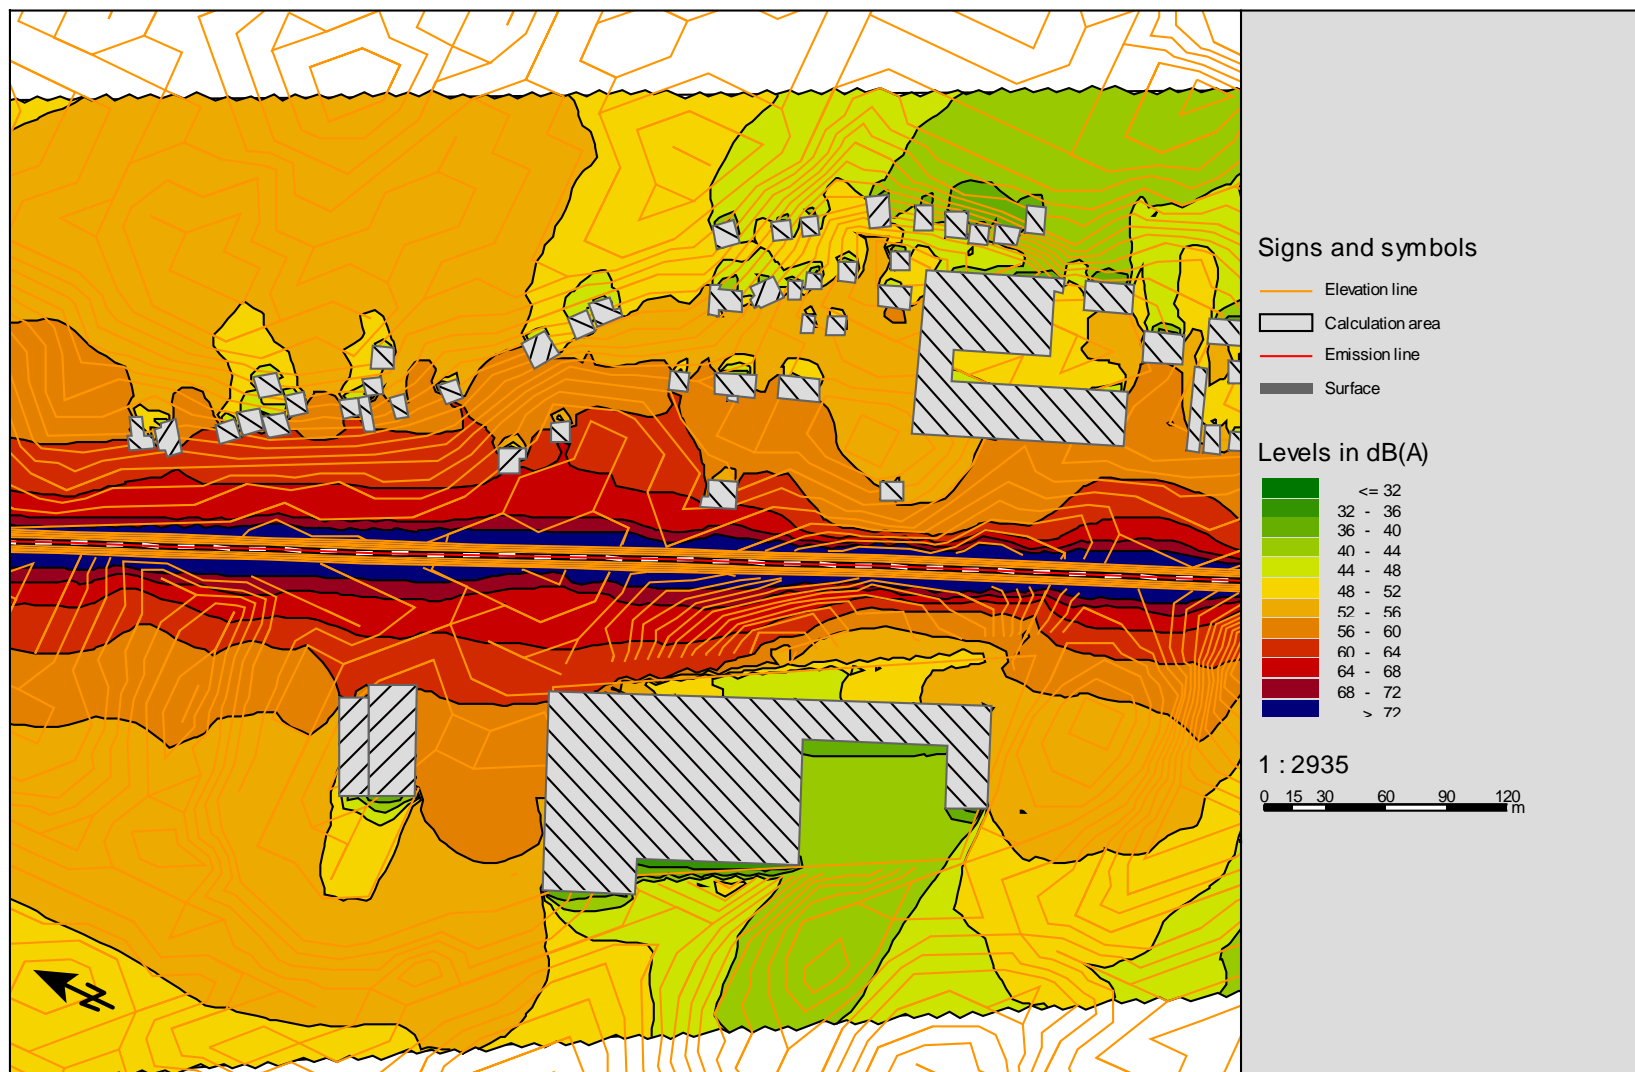 Signs and symbols
Elevation line
Calculation area
Emission line
Surface
Levels in dB(A)
<= 32
32 - 36
36 - 40
40 - 44
44 - 48
48 - 52
52 - 56
56 - 60
60 - 64
64 - 68
68 - 72
> 72
1 : 2935
0 15 30 60 90 120
m
N